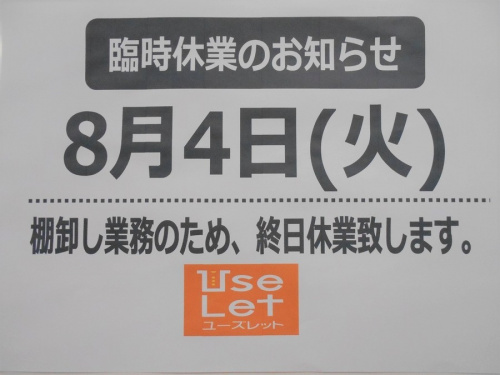 臨時休業のお知らせ
8月4日(火)
棚卸し業務のため、終日休業致します。
Use
Let
ユーズレット